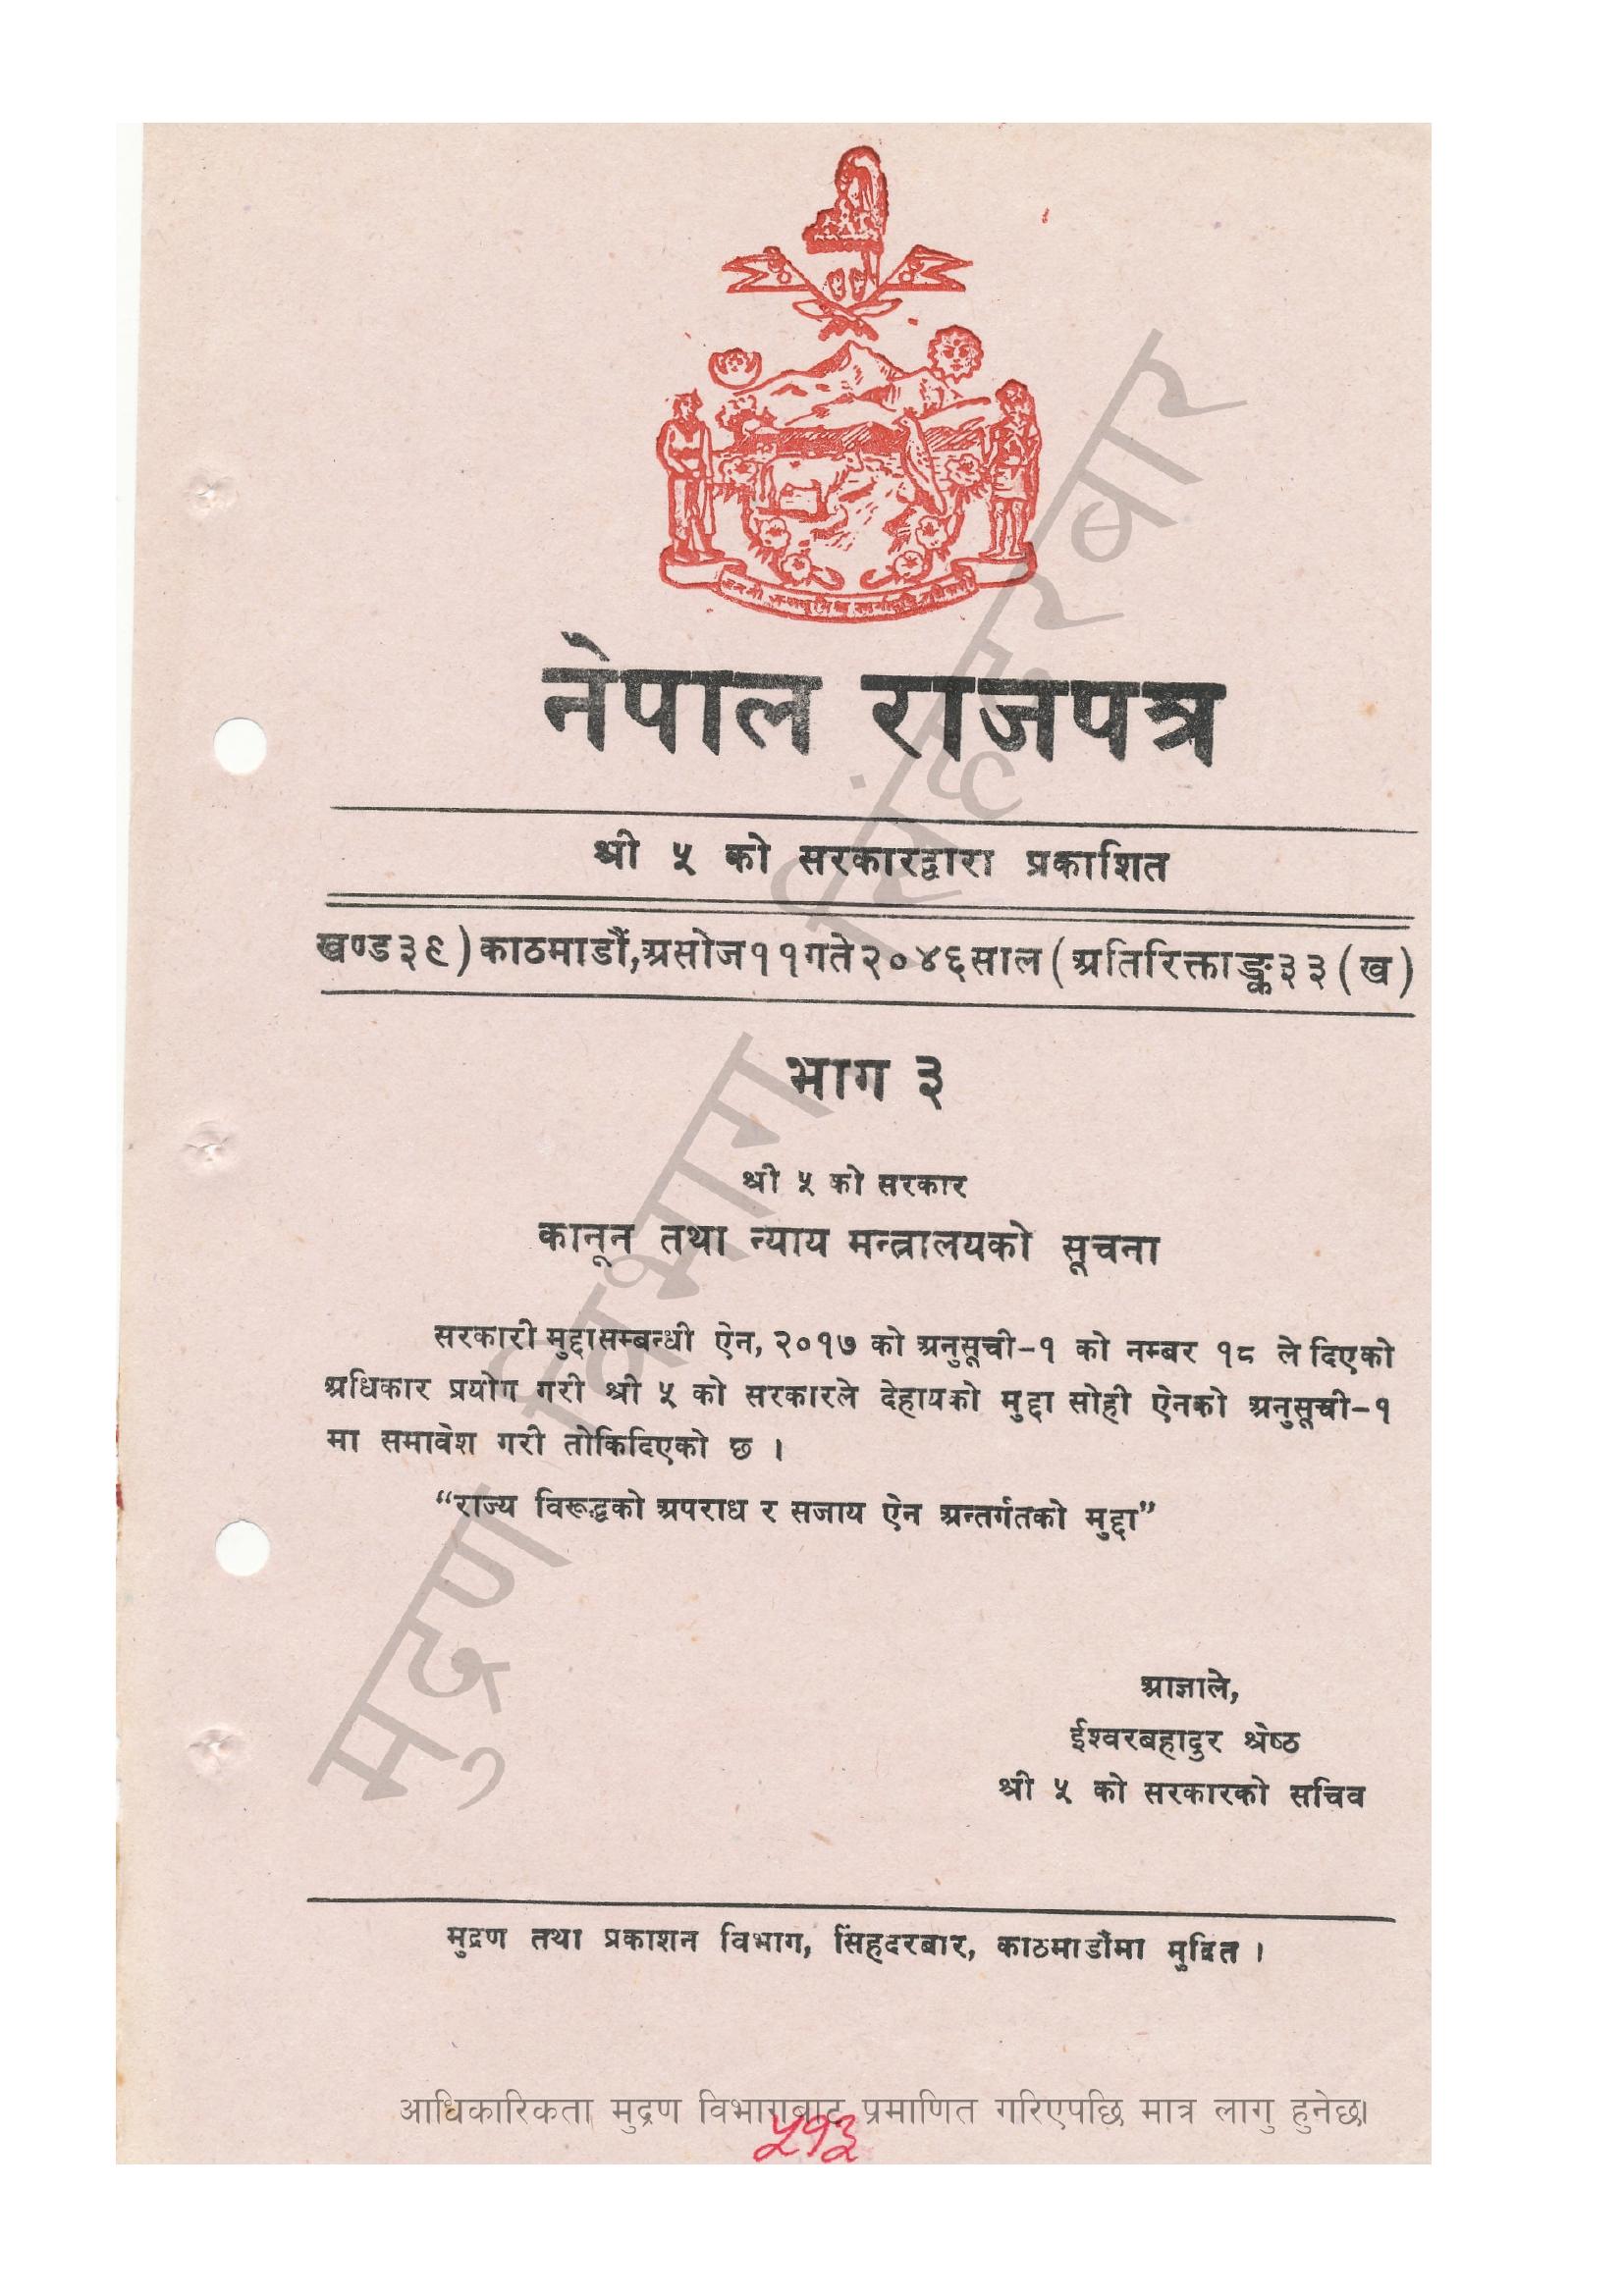 नेपाल राजपत्र
श्री ५ को सरकारद्वारा प्रकाशित
खण्ड३९)काठमाडौं,असोज११गते२०४६साल(अतिरिक्ताङ्क३३(ख)
भाग ३
श्री ५ को सरकार
कानून तथा न्याय मन्त्रालयको सूचना
सरकारी मुद्दासम्बन्धी ऐन, २०१७ को अनुसूची-१ को नम्बर १८ ले दिएको
अधिकार प्रयोग गरी श्री ५ को सरकारले देहायको मुद्दा सोही ऐनको अनुसूची-१
मा समावेश गरी तोकिदिएको छ ।
“राज्य विरूद्धको अपराध र सजाय ऐन अन्तर्गतको मुद्दा”
आज्ञाले,
ईश्वरबहादुर श्रेष्ठ
श्री ५ को सरकारको सचिव
मुद्रण तथा प्रकाशन विभाग, सिंहदरबार, काठमाडौंमा मुद्रित ।
मुद्रण विभाग सिंहदरबार
आधिकारिकता मुद्रण विभागबाट प्रमाणित गरिएपछि मात्र लागु हुनेछ।
५१३